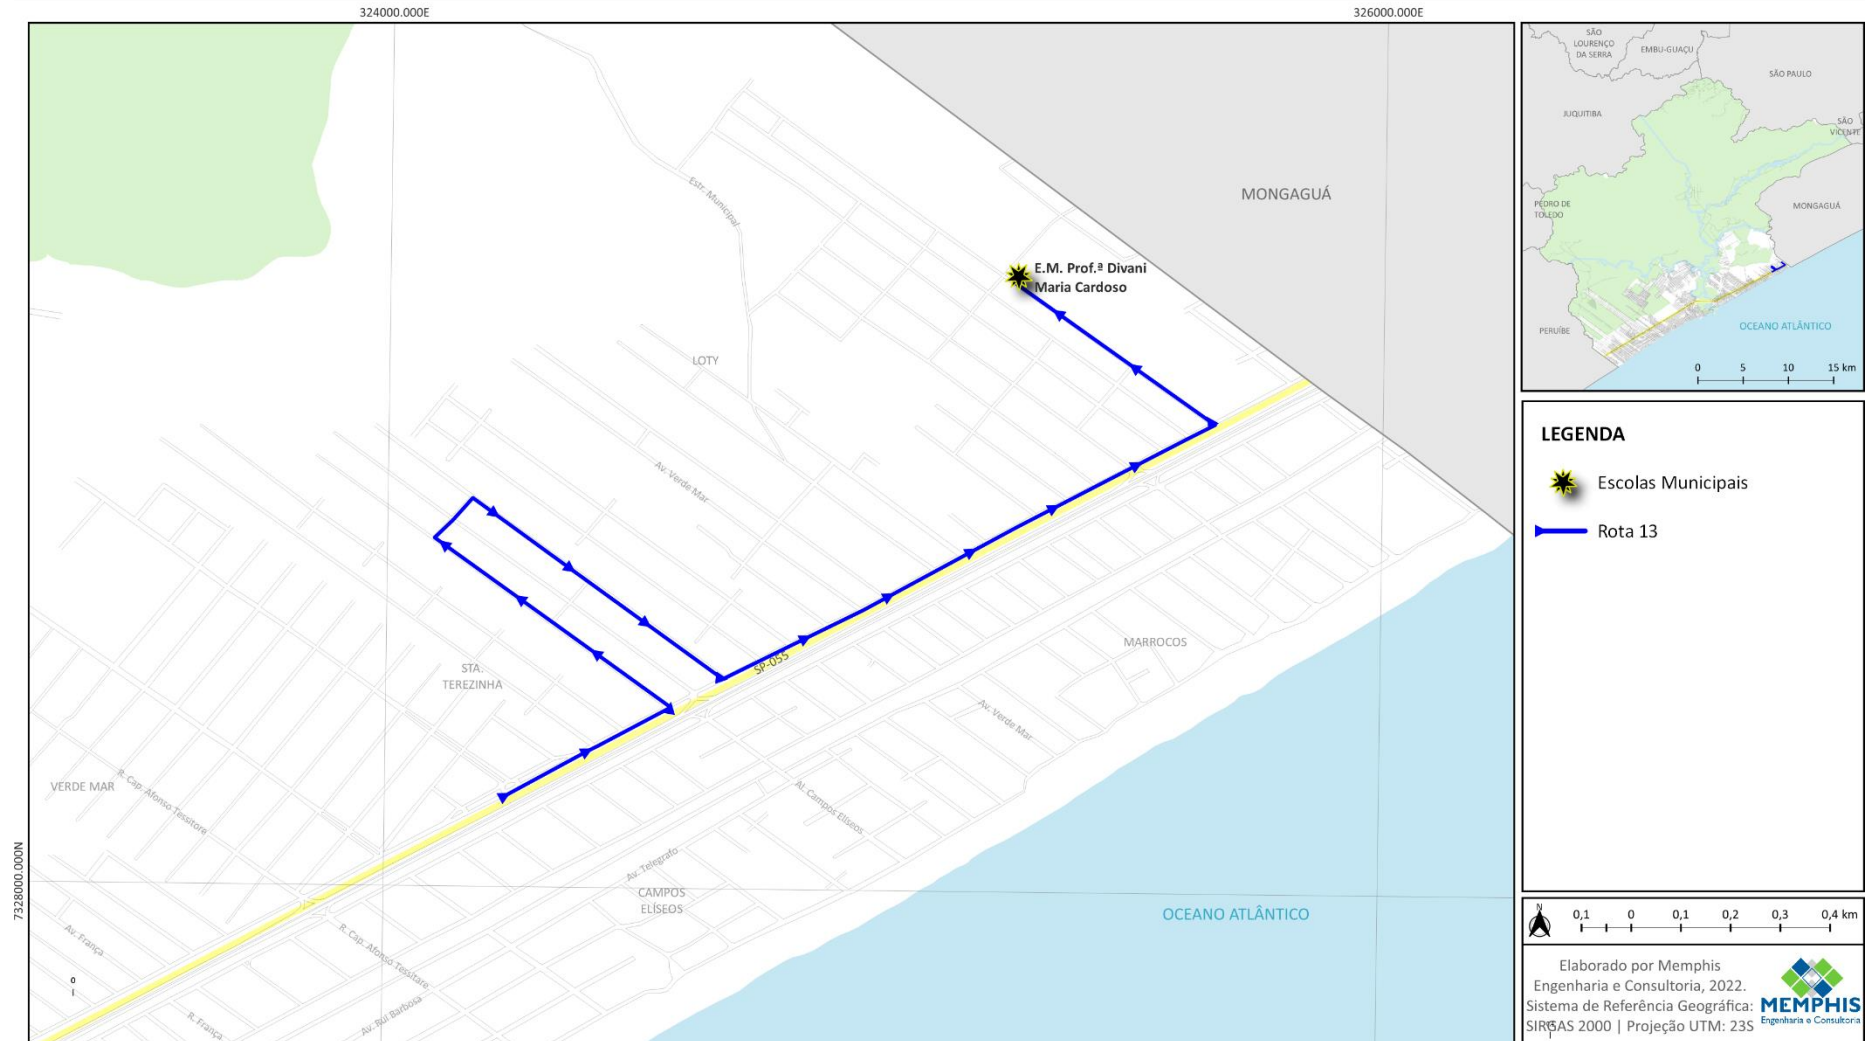 324000.000E
326000.000E
7328000.000N
MONGAGUÁ
Estr. Municipal
E.M. Prof.ª Divani
Maria Cardoso
LOTY
Av. Verde Mar
SP-055
MARROCOS
STA.
TEREZINHA
Av. Verde Mar
VERDE MAR
R. Cap. Afonso Tessitore
Al. Campos Elíseos
Av. Telegrafo
CAMPOS
ELÍSEOS
OCEANO ATLÂNTICO
Av. França
R. Cap. Afonso Tessitare
R. França
Av. Rui Barbosa
0
SÃO
LOURENÇO
DA SERRA
EMBU-GUAÇU
SÃO PAULO
JUQUITIBA
SÃO
VICENTE
PEDRO DE
TOLEDO
MONGAGUÁ
PERUÍBE
OCEANO ATLÂNTICO
0 5 10 15 km
LEGENDA
Escolas Municipais
Rota 13
N
0,1 0 0,1 0,2 0,3 0,4 km
Elaborado por Memphis
Engenharia e Consultoria, 2022.
Sistema de Referência Geográfica:
SIRGAS 2000 | Projeção UTM: 23S
MEMPHIS
Engenharia e Consultoria